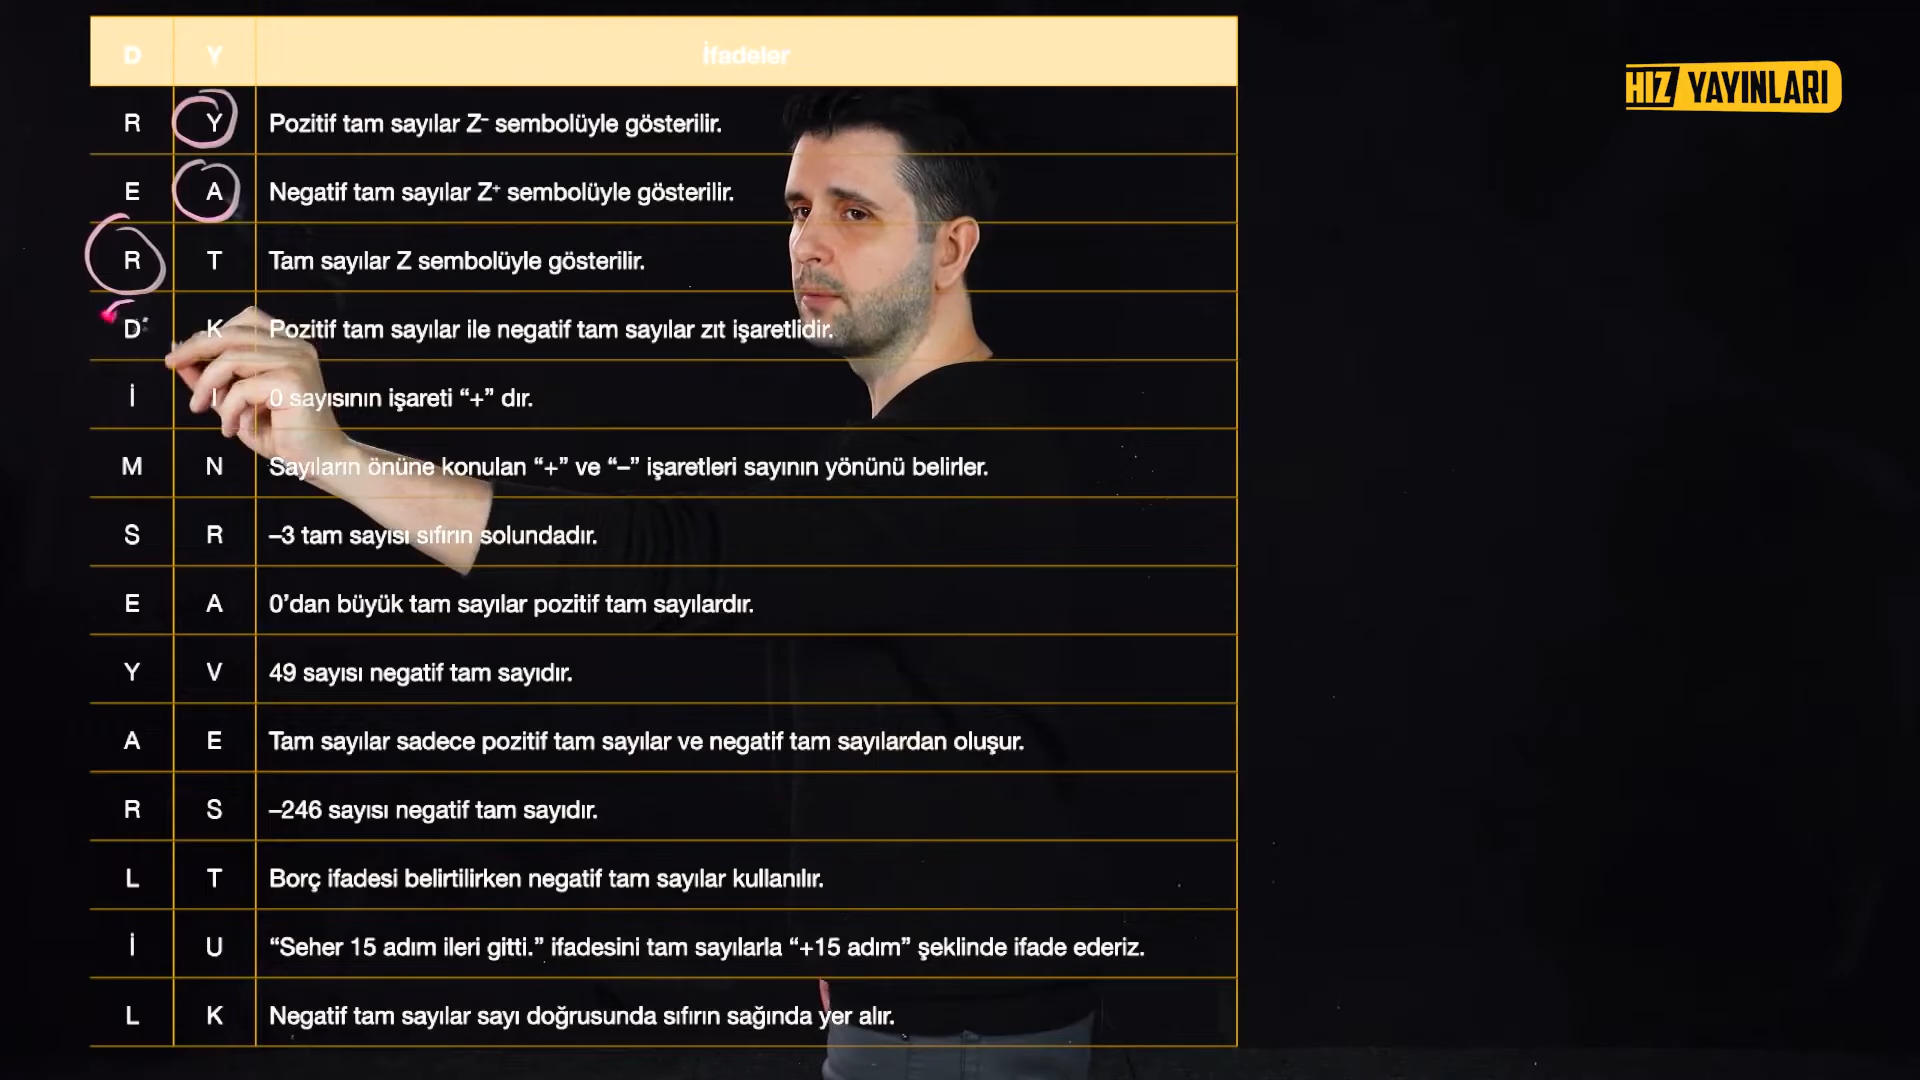 HIZ YAYINLARI
D Y İfadeler
R Y Pozitif tam sayılar Z⁻ sembolüyle gösterilir.
E A Negatif tam sayılar Z⁺ sembolüyle gösterilir.
R T Tam sayılar Z sembolüyle gösterilir.
D K Pozitif tam sayılar ile negatif tam sayılar zıt işaretlidir.
İ I 0 sayısının işareti “+” dır.
M N Sayıların önüne konulan “+” ve “–” işaretleri sayının yönünü belirler.
S R –3 tam sayısı sıfırın solundadır.
E A 0’dan büyük tam sayılar pozitif tam sayılardır.
Y V 49 sayısı negatif tam sayıdır.
A E Tam sayılar sadece pozitif tam sayılar ve negatif tam sayılardan oluşur.
R S –246 sayısı negatif tam sayıdır.
L T Borç ifadesi belirtilirken negatif tam sayılar kullanılır.
İ U “Seher 15 adım ileri gitti.” ifadesini tam sayılarla “+15 adım” şeklinde ifade ederiz.
L K Negatif tam sayılar sayı doğrusunda sıfırın sağında yer alır.